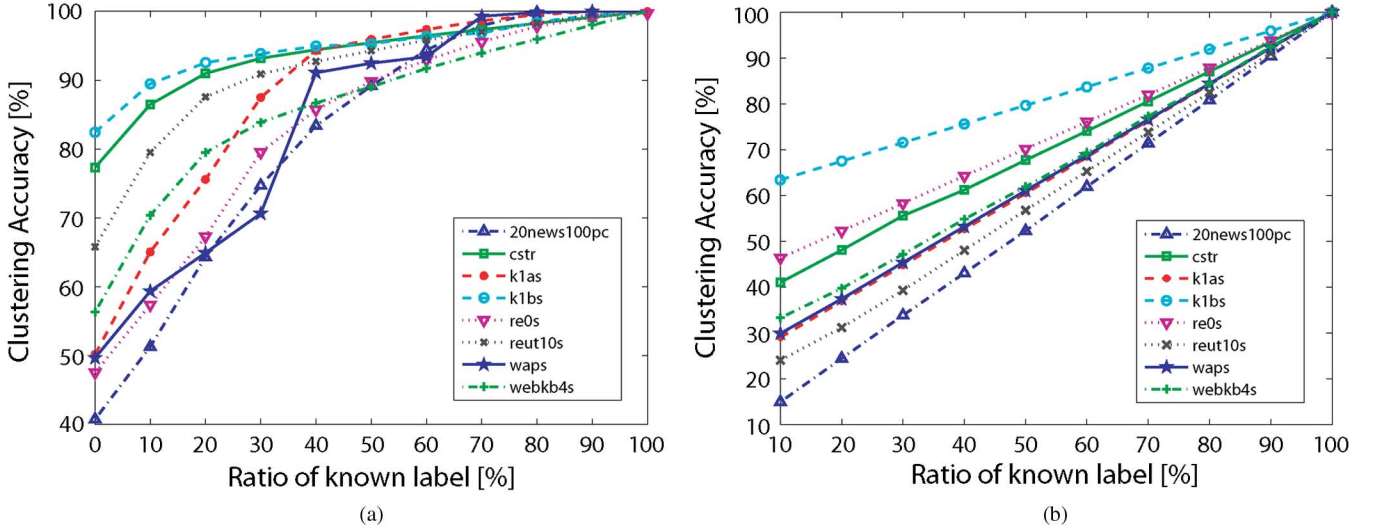 Clustering Accuracy [%]
100
90
80
70
60
50
40
0 10 20 30 40 50 60 70 80 90 100
Ratio of known label [%]
20news100pc
cstr
k1as
k1bs
re0s
reut10s
waps
webkb4s
(a)
Clustering Accuracy [%]
100
90
80
70
60
50
40
30
20
10
10 20 30 40 50 60 70 80 90 100
Ratio of known label [%]
20news100pc
cstr
k1as
k1bs
re0s
reut10s
waps
webkb4s
(b)